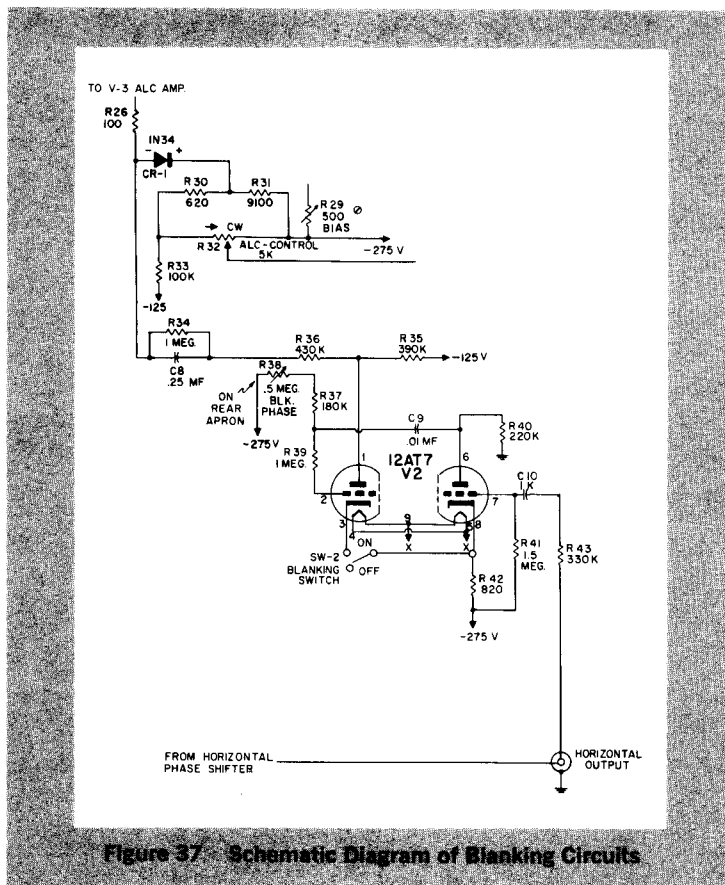 TO V-3 ALC AMP.
R26
100
1N34
- +
CR-1
R30
620
R31
9100
R29
500
BIAS
CW
R32
ALC-CONTROL
5K
-275 V
R33
100K
-125
R34
1 MEG.
C8
.25 MF
R36
430K
R35
390K
-125V
R38
.5 MEG.
BLK.
PHASE
ON
REAR
APRON
-275V
R37
180K
C9
.01 MF
R40
220K
R39
1 MEG.
1
6
12AT7
V2
2
7
3
4
9
5
8
X
X
C10
1K
R41
1.5
MEG.
R43
330K
SW-2
BLANKING
SWITCH
ON
OFF
R42
820
-275 V
FROM HORIZONTAL
PHASE SHIFTER
HORIZONTAL
OUTPUT
Figure 37 Schematic Diagram of Blanking Circuits